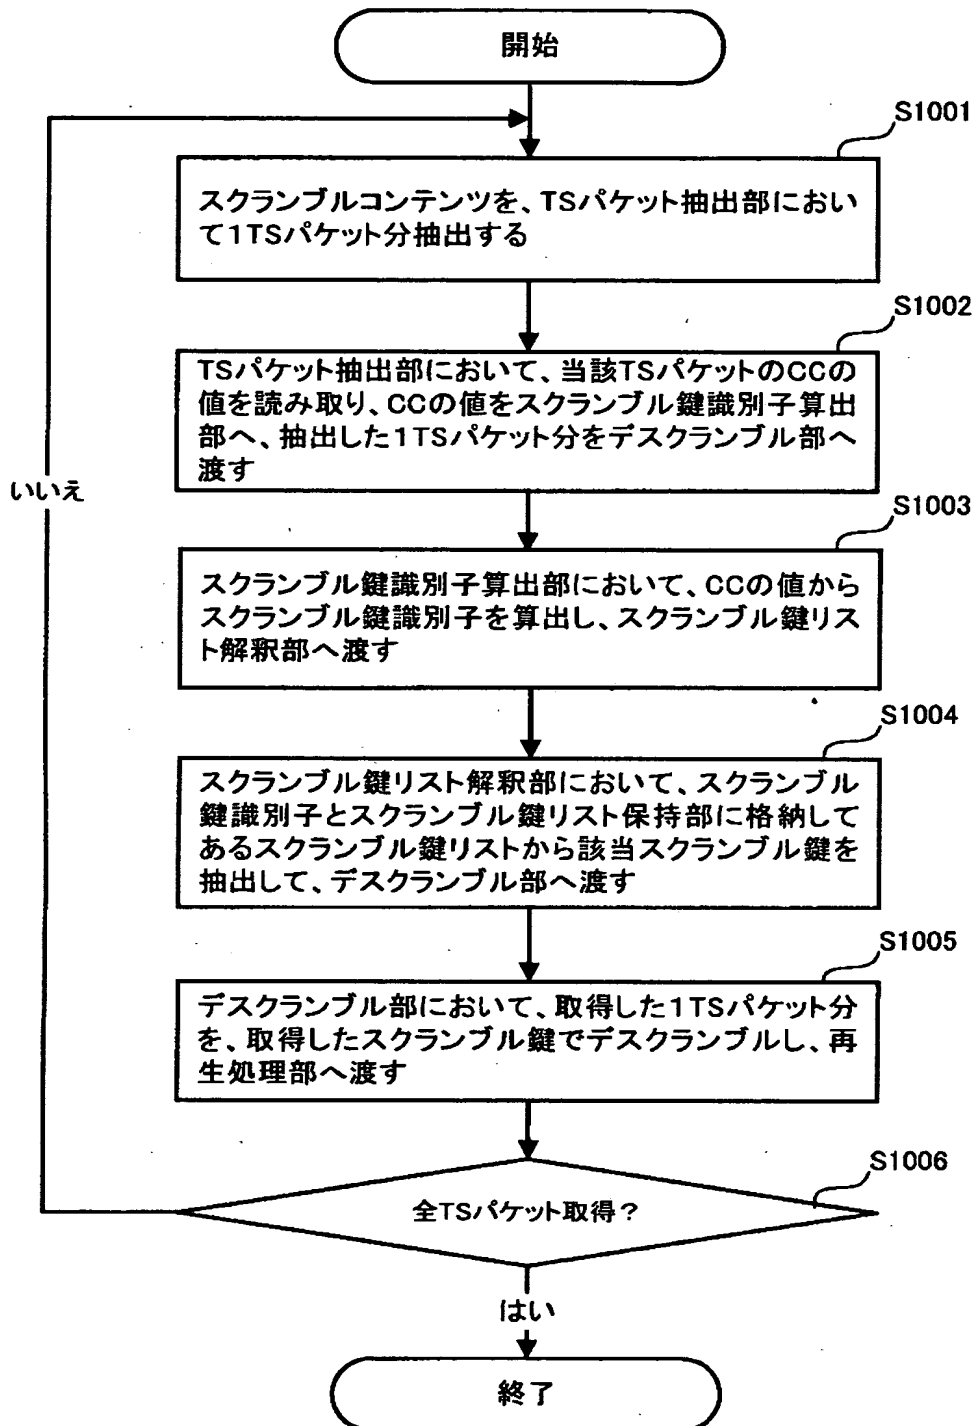 開始
S1001
スクランブルコンテンツを、TSパケット抽出部におい
て1TSパケット分抽出する
S1002
TSパケット抽出部において、当該TSパケットのCCの
値を読み取り、CCの値をスクランブル鍵識別子算出
部へ、抽出した1TSパケット分をデスクランブル部へ
渡す
いいえ
S1003
スクランブル鍵識別子算出部において、CCの値から
スクランブル鍵識別子を算出し、スクランブル鍵リス
ト解釈部へ渡す
S1004
スクランブル鍵リスト解釈部において、スクランブル
鍵識別子とスクランブル鍵リスト保持部に格納して
あるスクランブル鍵リストから該当スクランブル鍵を
抽出して、デスクランブル部へ渡す
S1005
デスクランブル部において、取得した1TSパケット分
を、取得したスクランブル鍵でデスクランブルし、再
生処理部へ渡す
S1006
全TSパケット取得?
はい
終了